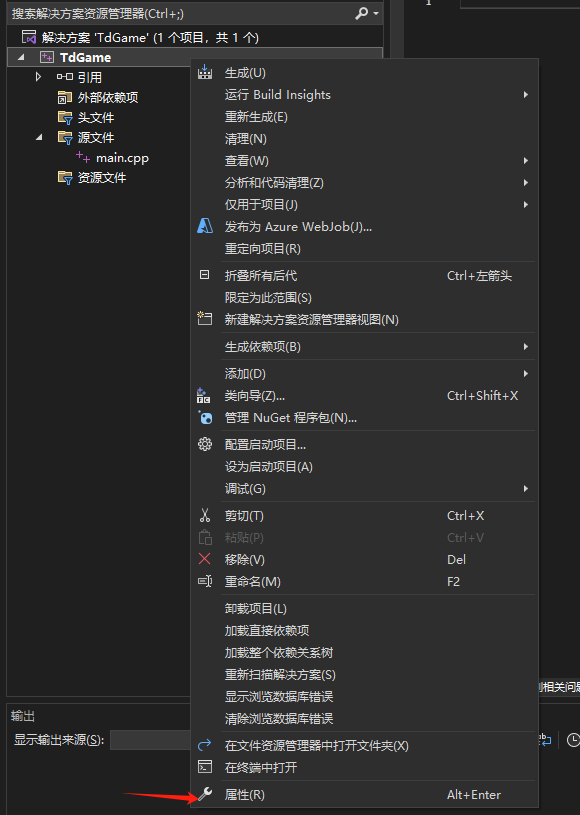 搜索解决方案资源管理器(Ctrl+;)
1
解决方案 'TdGame' (1 个项目，共 1 个)
TdGame
引用
外部依赖项
头文件
源文件
main.cpp
资源文件
生成(U)
运行 Build Insights
重新生成(E)
清理(N)
查看(W)
分析和代码清理(Z)
仅用于项目(J)
发布为 Azure WebJob(J)...
重定向项目(R)
折叠所有后代 Ctrl+左箭头
限定为此范围(S)
新建解决方案资源管理器视图(N)
生成依赖项(B)
添加(D)
类向导(Z)... Ctrl+Shift+X
管理 NuGet 程序包(N)...
配置启动项目...
设为启动项目(A)
调试(G)
剪切(T) Ctrl+X
粘贴(P) Ctrl+V
移除(V) Del
重命名(M) F2
卸载项目(L)
加载直接依赖项
加载整个依赖关系树
重新扫描解决方案(S)
显示浏览数据库错误
清除浏览数据库错误
相关问题
输出
显示输出来源(S):
在文件资源管理器中打开文件夹(X)
在终端中打开
属性(R) Alt+Enter